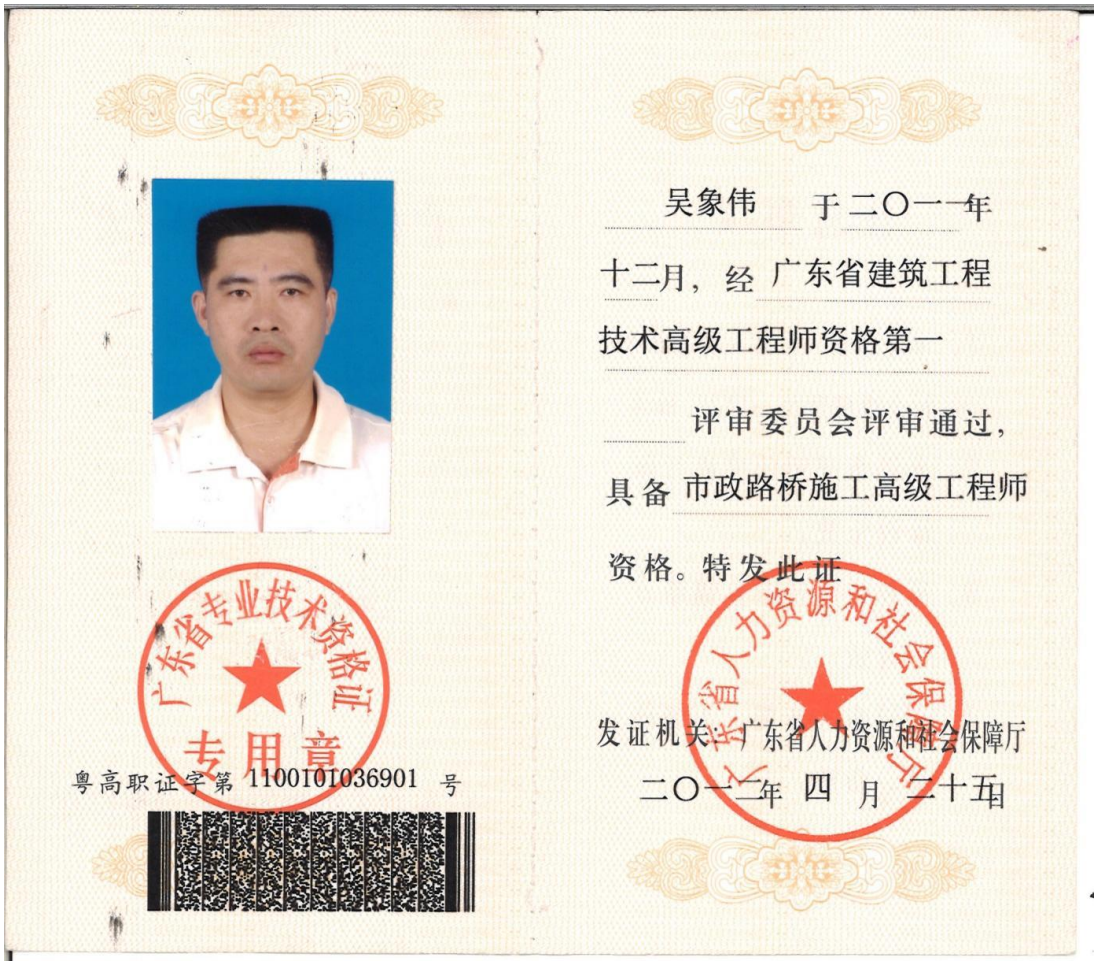 广东省专业技术资格证
专用章
粤高职证字第 1100101036901 号
吴象伟 于二〇一一年
十二月，经 广东省建筑工程
技术高级工程师资格第一
评审委员会评审通过，
具备 市政路桥施工高级工程师
资格。特发此证
广东省人力资源和社会保障厅
发证机关：广东省人力资源和社会保障厅
二〇一二年 四 月 二十五日